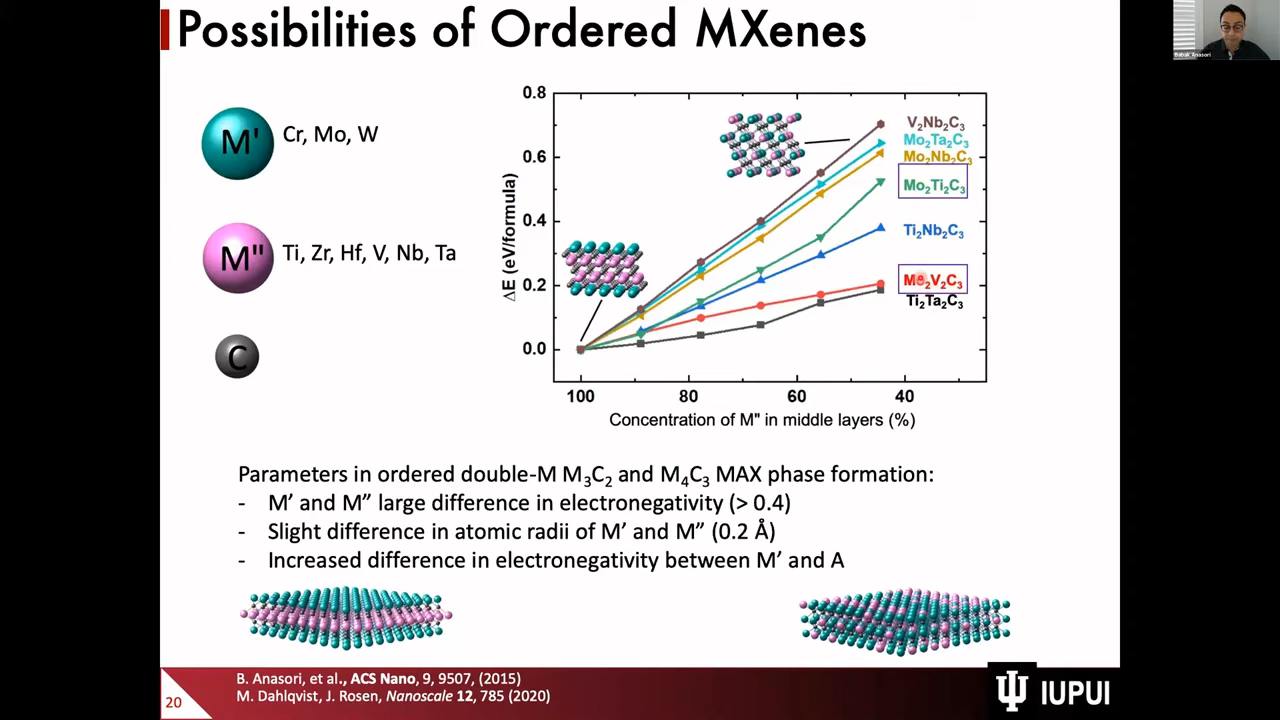 Possibilities of Ordered MXenes
Babak Anasori
M' Cr, Mo, W
M" Ti, Zr, Hf, V, Nb, Ta
C
ΔE (eV/formula)
0.8
0.6
0.4
0.2
0.0
100 80 60 40
Concentration of M" in middle layers (%)
V₂Nb₂C₃
Mo₂Ta₂C₃
Mo₂Nb₂C₃
Mo₂Ti₂C₃
Ti₂Nb₂C₃
Mo₂V₂C₃
Ti₂Ta₂C₃
Parameters in ordered double-M M₃C₂ and M₄C₃ MAX phase formation:
- M’ and M” large difference in electronegativity (> 0.4)
- Slight difference in atomic radii of M’ and M” (0.2 Å)
- Increased difference in electronegativity between M’ and A
20
B. Anasori, et al., ACS Nano, 9, 9507, (2015)
M. Dahlqvist, J. Rosen, Nanoscale 12, 785 (2020)
IUPUI